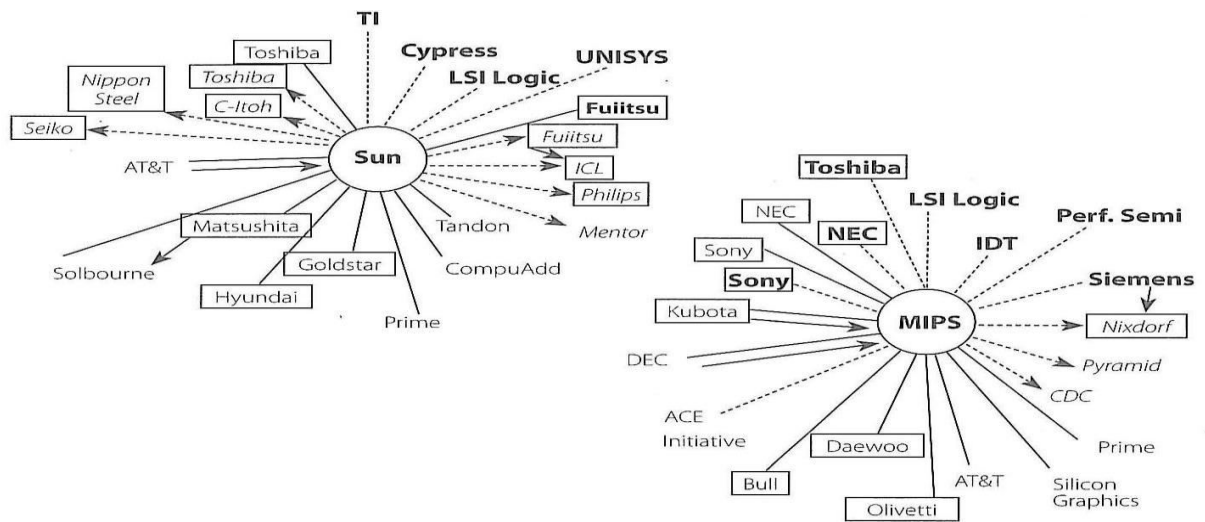 TI
Toshiba
Cypress
UNISYS
Toshiba
LSI Logic
Nippon
Steel
C-Itoh
Fuiitsu
Seiko
Fuiitsu
Sun
AT&T
ICL
Philips
Matsushita
Tandon
Mentor
Solbourne
Goldstar
CompuAdd
Hyundai
Prime
Toshiba
LSI Logic
NEC
Perf. Semi
NEC
IDT
Sony
Sony
Siemens
Kubota
MIPS
Nixdorf
DEC
Pyramid
CDC
ACE
Initiative
Daewoo
Prime
Bull
AT&T
Silicon
Graphics
Olivetti